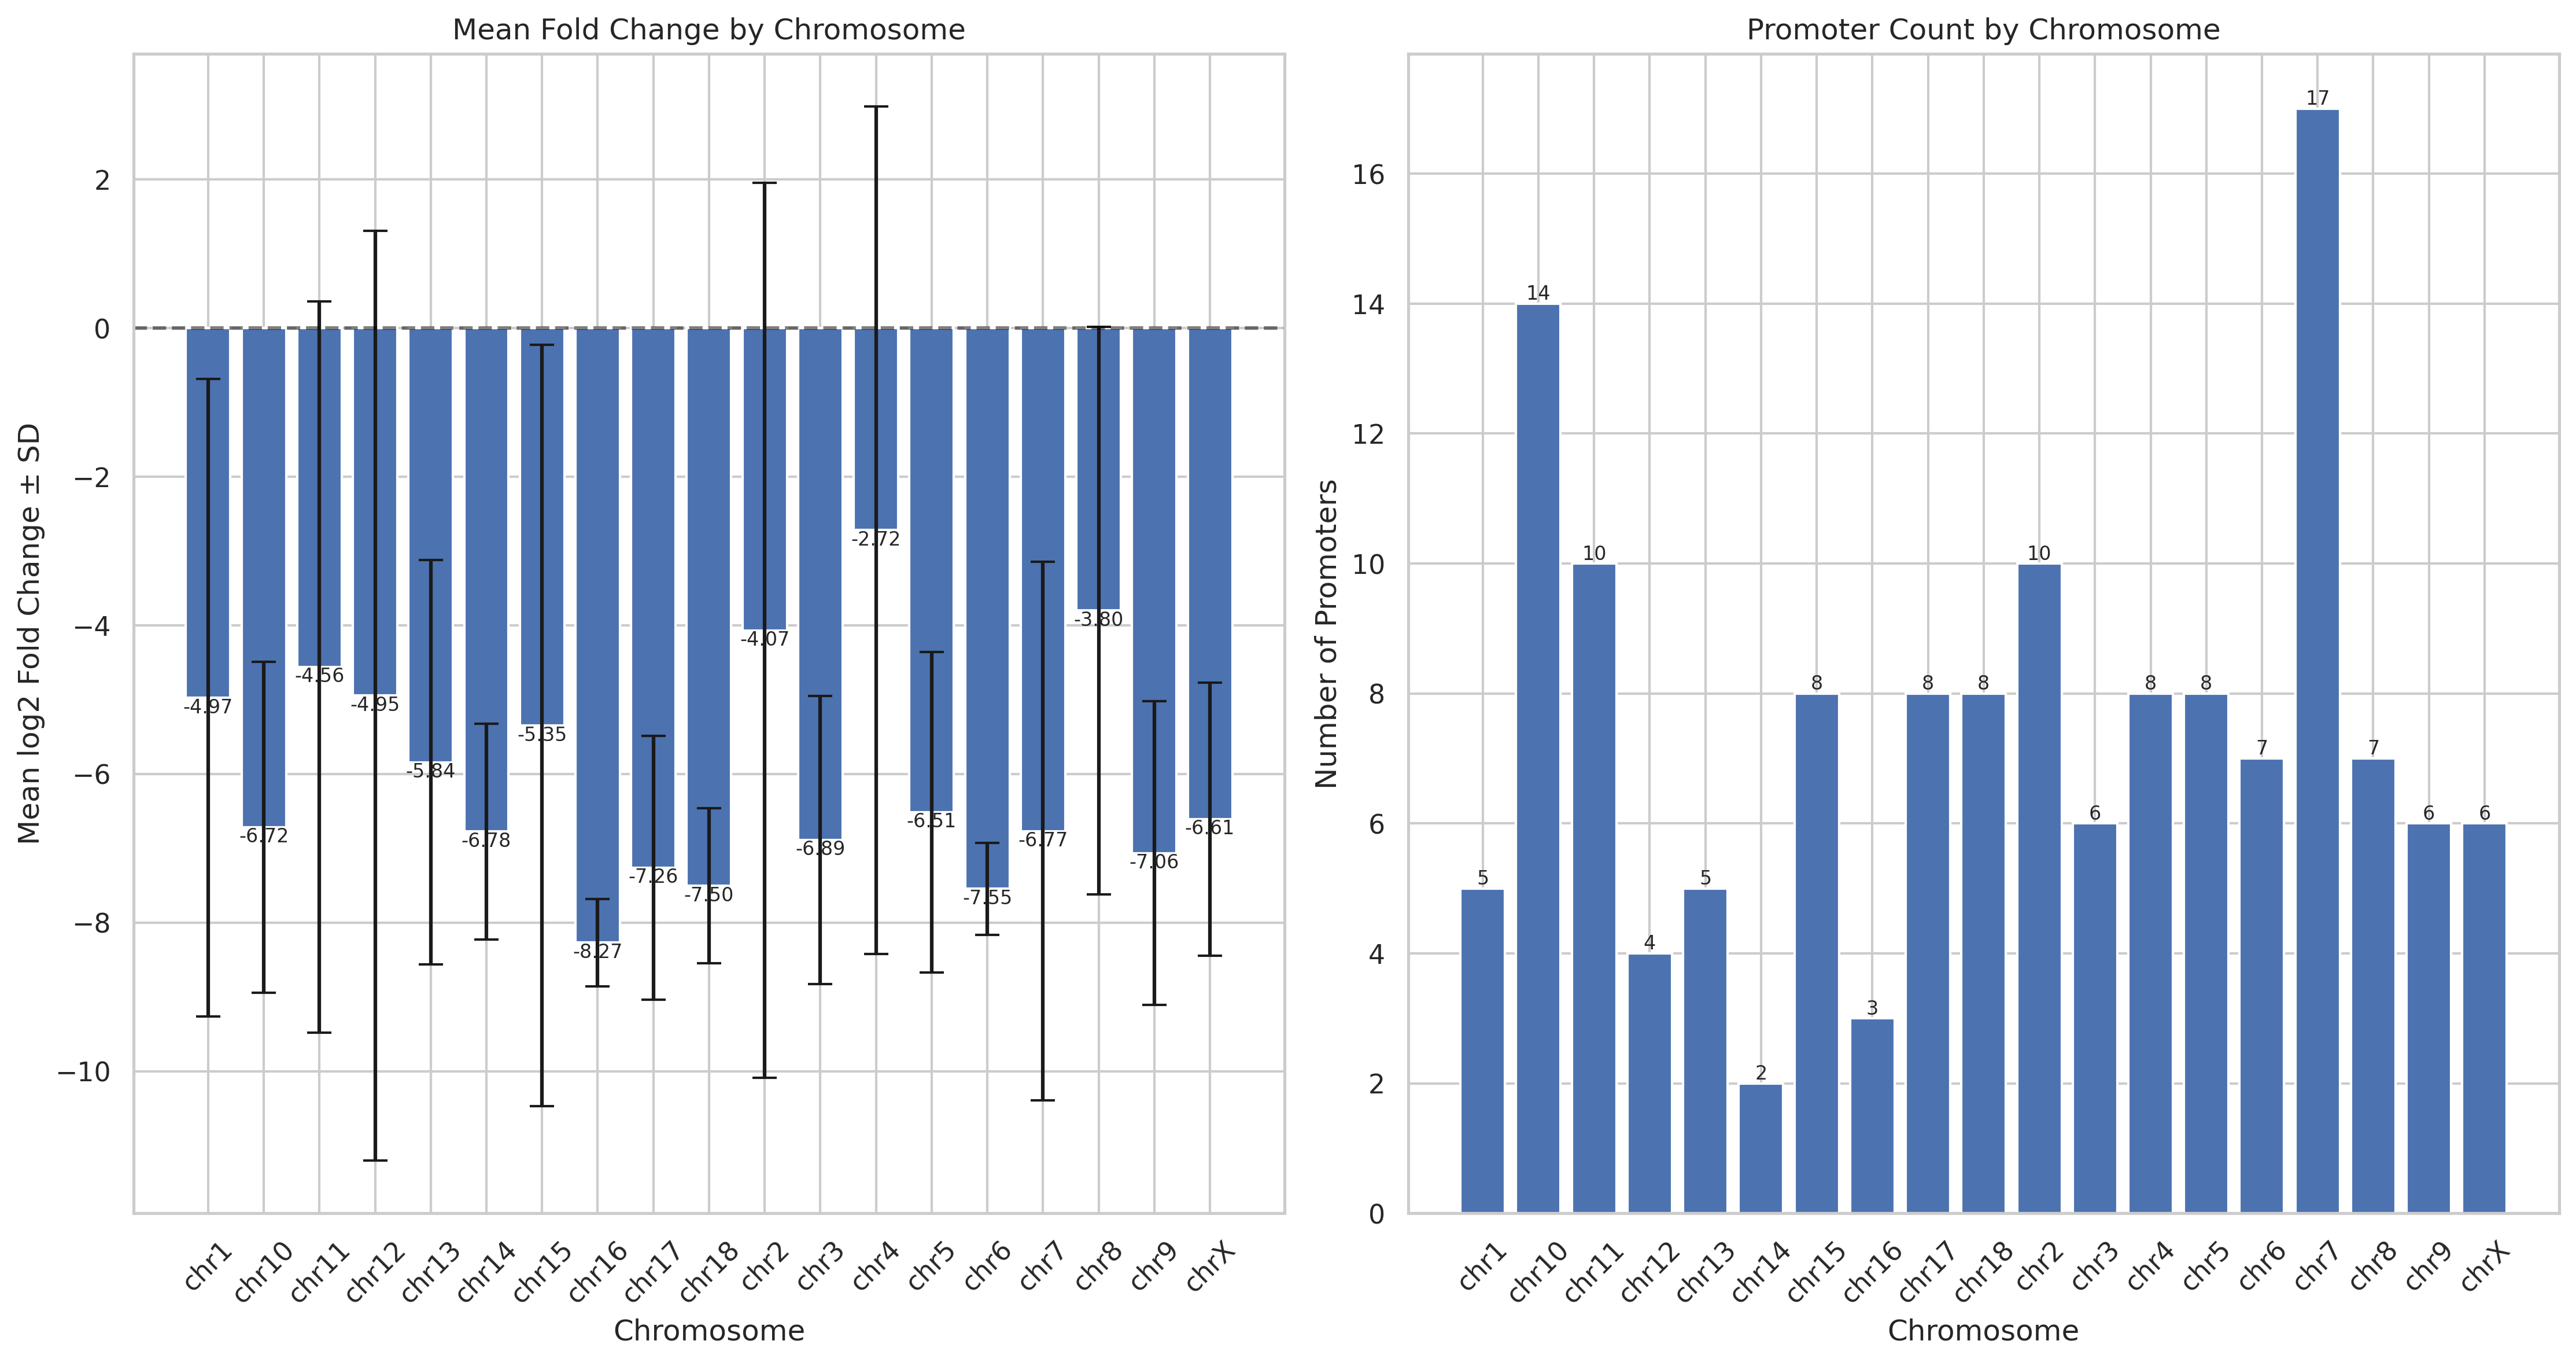 Mean Fold Change by Chromosome
Mean log2 Fold Change ± SD
2
0
−2
−4
−6
−8
−10
-4.97
-6.72
-4.56
-4.95
-5.84
-6.78
-5.35
-8.27
-7.26
-7.50
-4.07
-6.89
-2.72
-6.51
-7.55
-6.77
-3.80
-7.06
-6.61
chr1
chr10
chr11
chr12
chr13
chr14
chr15
chr16
chr17
chr18
chr2
chr3
chr4
chr5
chr6
chr7
chr8
chr9
chrX
Chromosome
Promoter Count by Chromosome
Number of Promoters
16
14
12
10
8
6
4
2
0
5
14
10
4
5
2
8
3
8
8
10
6
8
8
7
17
7
6
6
chr1
chr10
chr11
chr12
chr13
chr14
chr15
chr16
chr17
chr18
chr2
chr3
chr4
chr5
chr6
chr7
chr8
chr9
chrX
Chromosome